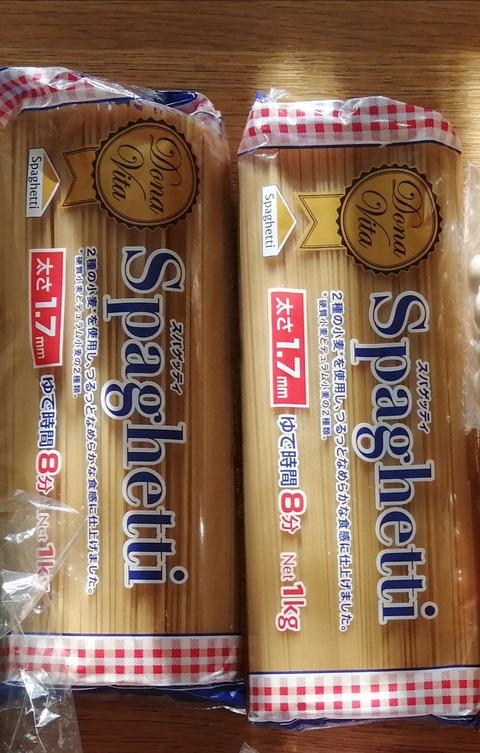 Dona
Vita
Spaghetti
スパゲッティ
Spaghetti
2種の小麦*を使用し、つるっとなめらかな食感に仕上げました。
*硬質小麦とデュラム小麦の2種類。
太さ1.7mm ゆで時間8分 Net1kg
Dona
Vita
Spaghetti
スパゲッティ
Spaghetti
2種の小麦*を使用し、つるっとなめらかな食感に仕上げました。
*硬質小麦とデュラム小麦の2種類。
太さ1.7mm ゆで時間8分 Net1kg